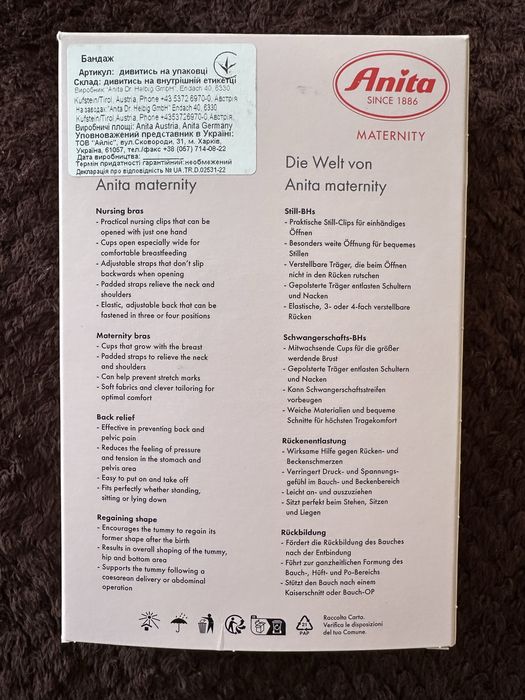 Бандаж
Артикул: дивитись на упаковці
Склад: дивитись на внутрішній етикетці
Виробник "Anita Dr. Helbig GmbH", Endach 40, 6330
Kufstein/Tirol, Austria, Phone +43 5372 6970-0, Австрія
На заводах "Anita Dr. Helbig GmbH" Endach 40, 6330
Kufstein/Tirol, Austria, Phone +4353726970-0, Австрія
Виробничі площі: Anita Austria, Anita Germany
Уповноважений представник в Україні:
ТОВ "Айліс", вул.Сковороди, 31, м. Харків,
Україна, 61057, тел./факс +38 (057) 714-08-22
Дата виробництва:
Термін придатності гарантійний: необмежений
Декларація про відповідність № UA.TR.D.02531-22
Anita
SINCE 1886
MATERNITY
Anita maternity
Nursing bras
- Practical nursing clips that can be
opened with just one hand
- Cups open especially wide for
comfortable breastfeeding
- Adjustable straps that don't slip
backwards when opening
- Padded straps relieve the neck and
shoulders
- Elastic, adjustable back that can be
fastened in three or four positions
Maternity bras
- Cups that grow with the breast
- Padded straps to relieve the neck
and shoulders
- Can help prevent stretch marks
- Soft fabrics and clever tailoring for
optimal comfort
Back relief
- Effective in preventing back and
pelvic pain
- Reduces the feeling of pressure
and tension in the stomach and
pelvis area
- Easy to put on and take off
- Fits perfectly whether standing,
sitting or lying down
Regaining shape
- Encourages the tummy to regain its
former shape after the birth
- Results in overall shaping of the tummy,
hip and bottom area
- Supports the tummy following a
caesarean delivery or abdominal
operation
Die Welt von
Anita maternity
Still-BHs
- Praktische Still-Clips für einhändiges
Öffnen
- Besonders weite Öffnung für bequemes
Stillen
- Verstellbare Träger, die beim Öffnen
nicht in den Rücken rutschen
- Gepolsterte Träger entlasten Schultern
und Nacken
- Elastische, 3- oder 4-fach verstellbare
Rücken
Schwangerschafts-BHs
- Mitwachsende Cups für die größer
werdende Brust
- Gepolsterte Träger entlasten Schultern
und Nacken
- Kann Schwangerschaftsstreifen
vorbeugen
- Weiche Materialien und bequeme
Schnitte für höchsten Tragekomfort
Rückenentlastung
- Wirksame Hilfe gegen Rücken- und
Beckenschmerzen
- Verringert Druck- und Spannungs-
gefühl im Bauch- und Beckenbereich
- Leicht an- und auszuziehen
- Sitzt perfekt beim Stehen, Sitzen
und Liegen
Rückbildung
- Fördert die Rückbildung des Bauches
nach der Entbindung
- Führt zur ganzheitlichen Formung des
Bauch-, Hüft- und Po-Bereichs
- Stützt den Bauch nach einem
Kaiserschnitt oder Bauch-OP
21
PAP
Raccolta Carta.
Verifica le disposizioni
del tuo Comune.